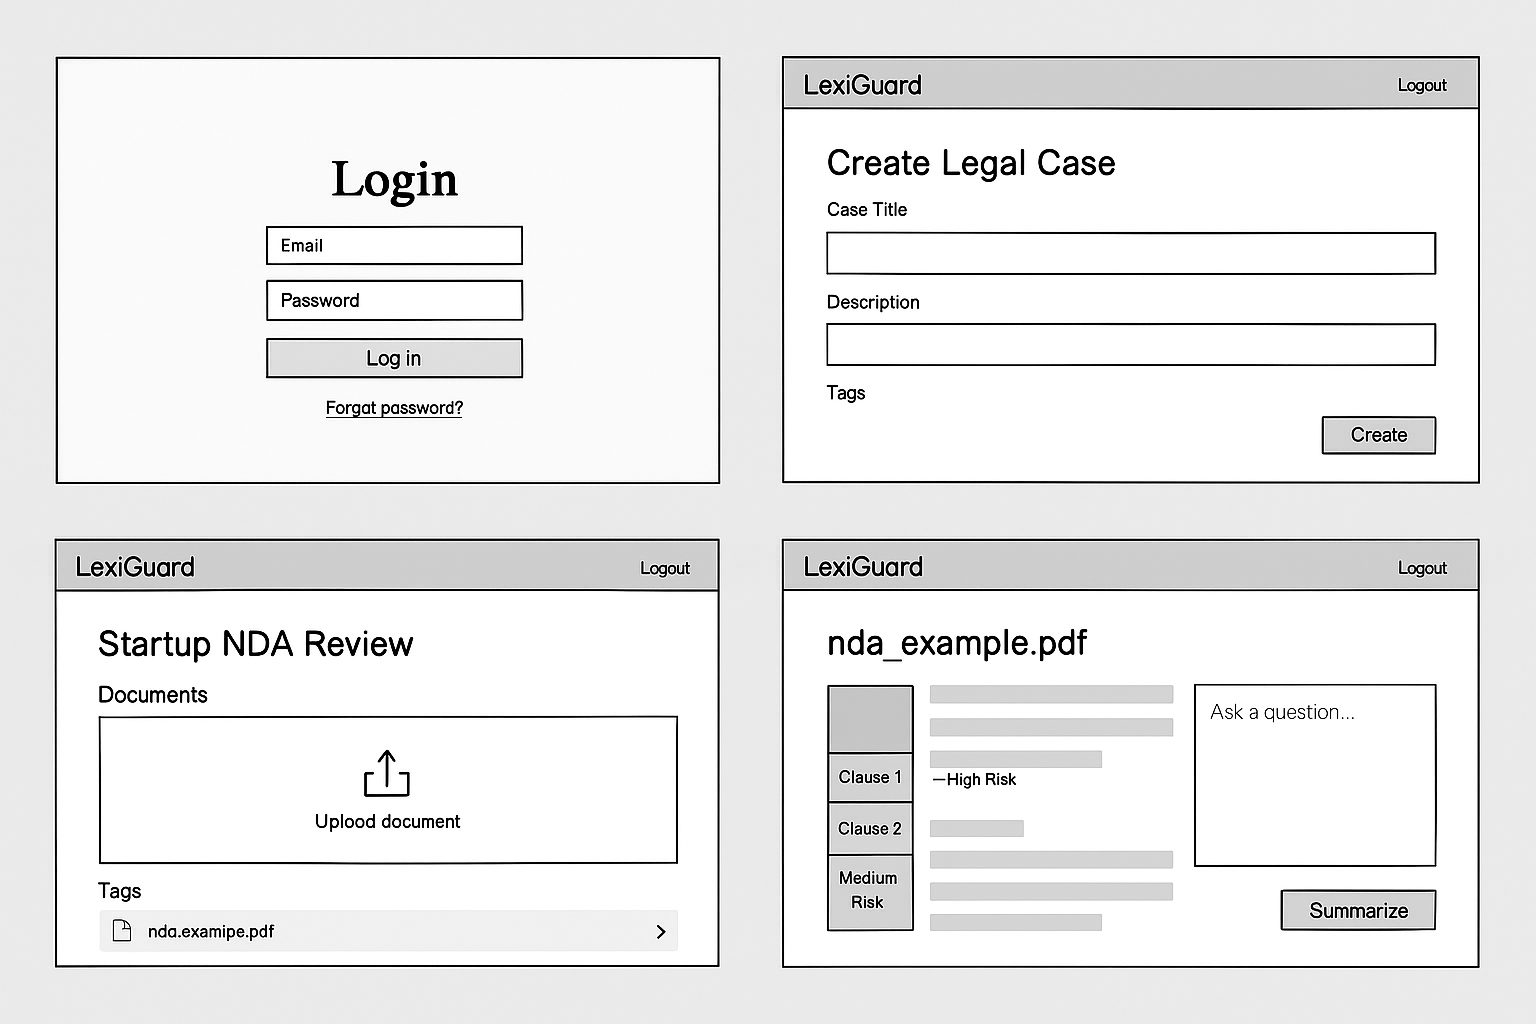 Login
Email
Password
Log in
Forgat password?
LexiGuard
Logout
Create Legal Case
Case Title
Description
Tags
Create
LexiGuard
Logout
Startup NDA Review
Documents
Uplood document
Tags
nda.examipe.pdf
LexiGuard
Logout
nda_example.pdf
Clause 1
Clause 2
Medium
Risk
—High Risk
Ask a question...
Summarize